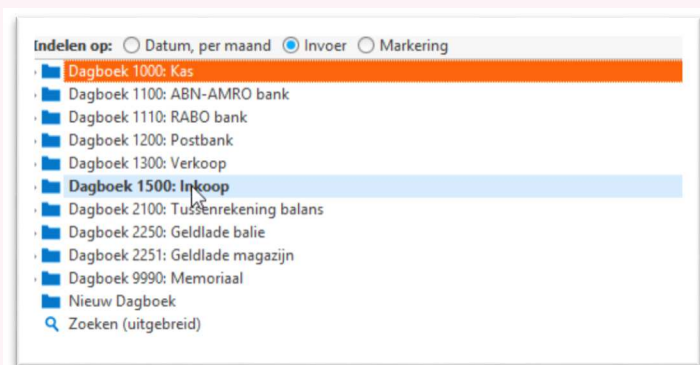 Indelen op: Datum, per maand Invoer Markering
Dagboek 1000: Kas
Dagboek 1100: ABN-AMRO bank
Dagboek 1110: RABO bank
Dagboek 1200: Postbank
Dagboek 1300: Verkoop
Dagboek 1500: Inkoop
Dagboek 2100: Tussenrekening balans
Dagboek 2250: Geldlade balie
Dagboek 2251: Geldlade magazijn
Dagboek 9990: Memoriaal
Nieuw Dagboek
Zoeken (uitgebreid)